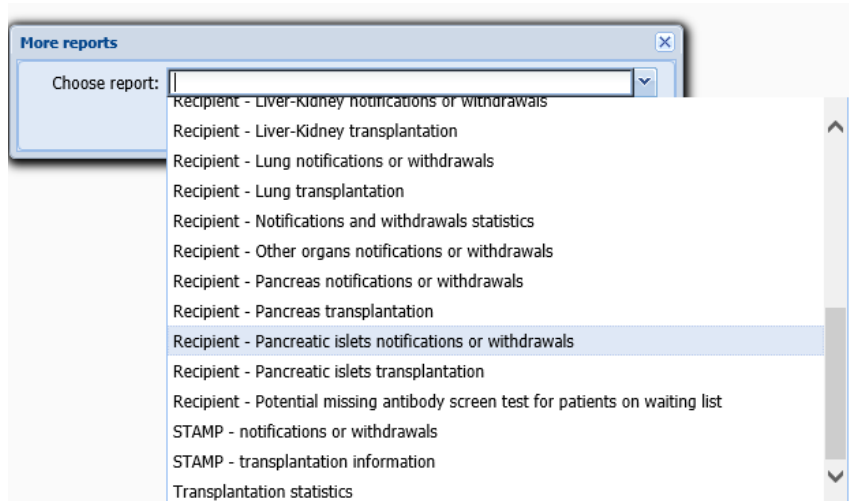 More reports
Choose report:
Recipient - Liver-Kidney notifications or withdrawals
Recipient - Liver-Kidney transplantation
Recipient - Lung notifications or withdrawals
Recipient - Lung transplantation
Recipient - Notifications and withdrawals statistics
Recipient - Other organs notifications or withdrawals
Recipient - Pancreas notifications or withdrawals
Recipient - Pancreas transplantation
Recipient - Pancreatic islets notifications or withdrawals
Recipient - Pancreatic islets transplantation
Recipient - Potential missing antibody screen test for patients on waiting list
STAMP - notifications or withdrawals
STAMP - transplantation information
Transplantation statistics